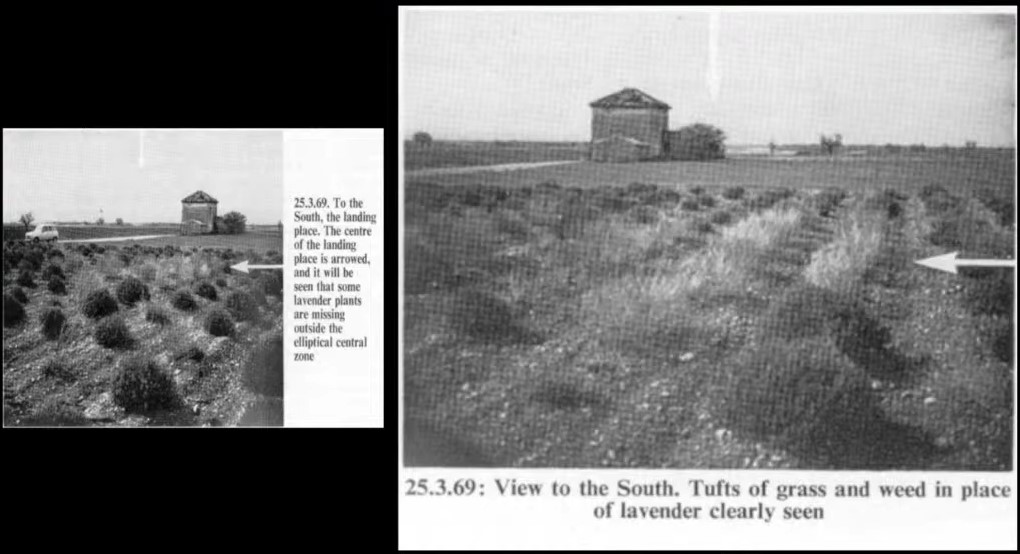 25.3.69. To the
South, the landing
place. The centre
of the landing
place is arrowed,
and it will be
seen that some
lavender plants
are missing
outside the
elliptical central
zone
25.3.69: View to the South. Tufts of grass and weed in place
of lavender clearly seen